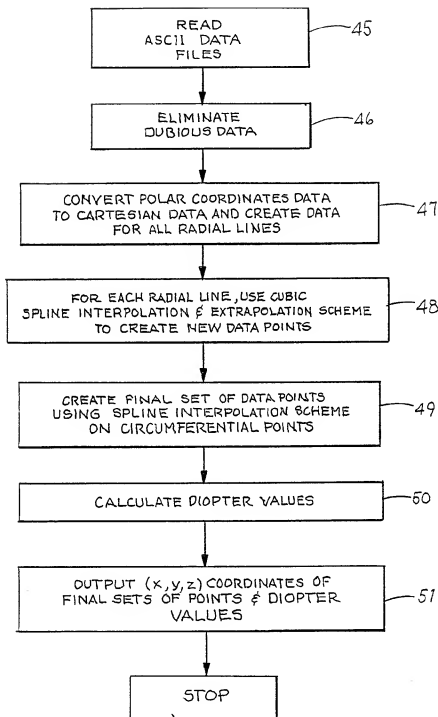 READ
ASCII DATA
FILES
45
ELIMINATE
DUBIOUS DATA
46
CONVERT POLAR COORDINATES DATA
TO CARTESIAN DATA AND CREATE DATA
FOR ALL RADIAL LINES
47
FOR EACH RADIAL LINE, USE CUBIC
SPLINE INTERPOLATION & EXTRAPOLATION SCHEME
TO CREATE NEW DATA POINTS
48
CREATE FINAL SET OF DATA POINTS
USING SPLINE INTERPOLATION SCHEME
ON CIRCUMFERENTIAL POINTS
49
CALCULATE DIOPTER VALUES
50
OUTPUT (x,y,z) COORDINATES OF
FINAL SETS OF POINTS & DIOPTER
VALUES
51
STOP